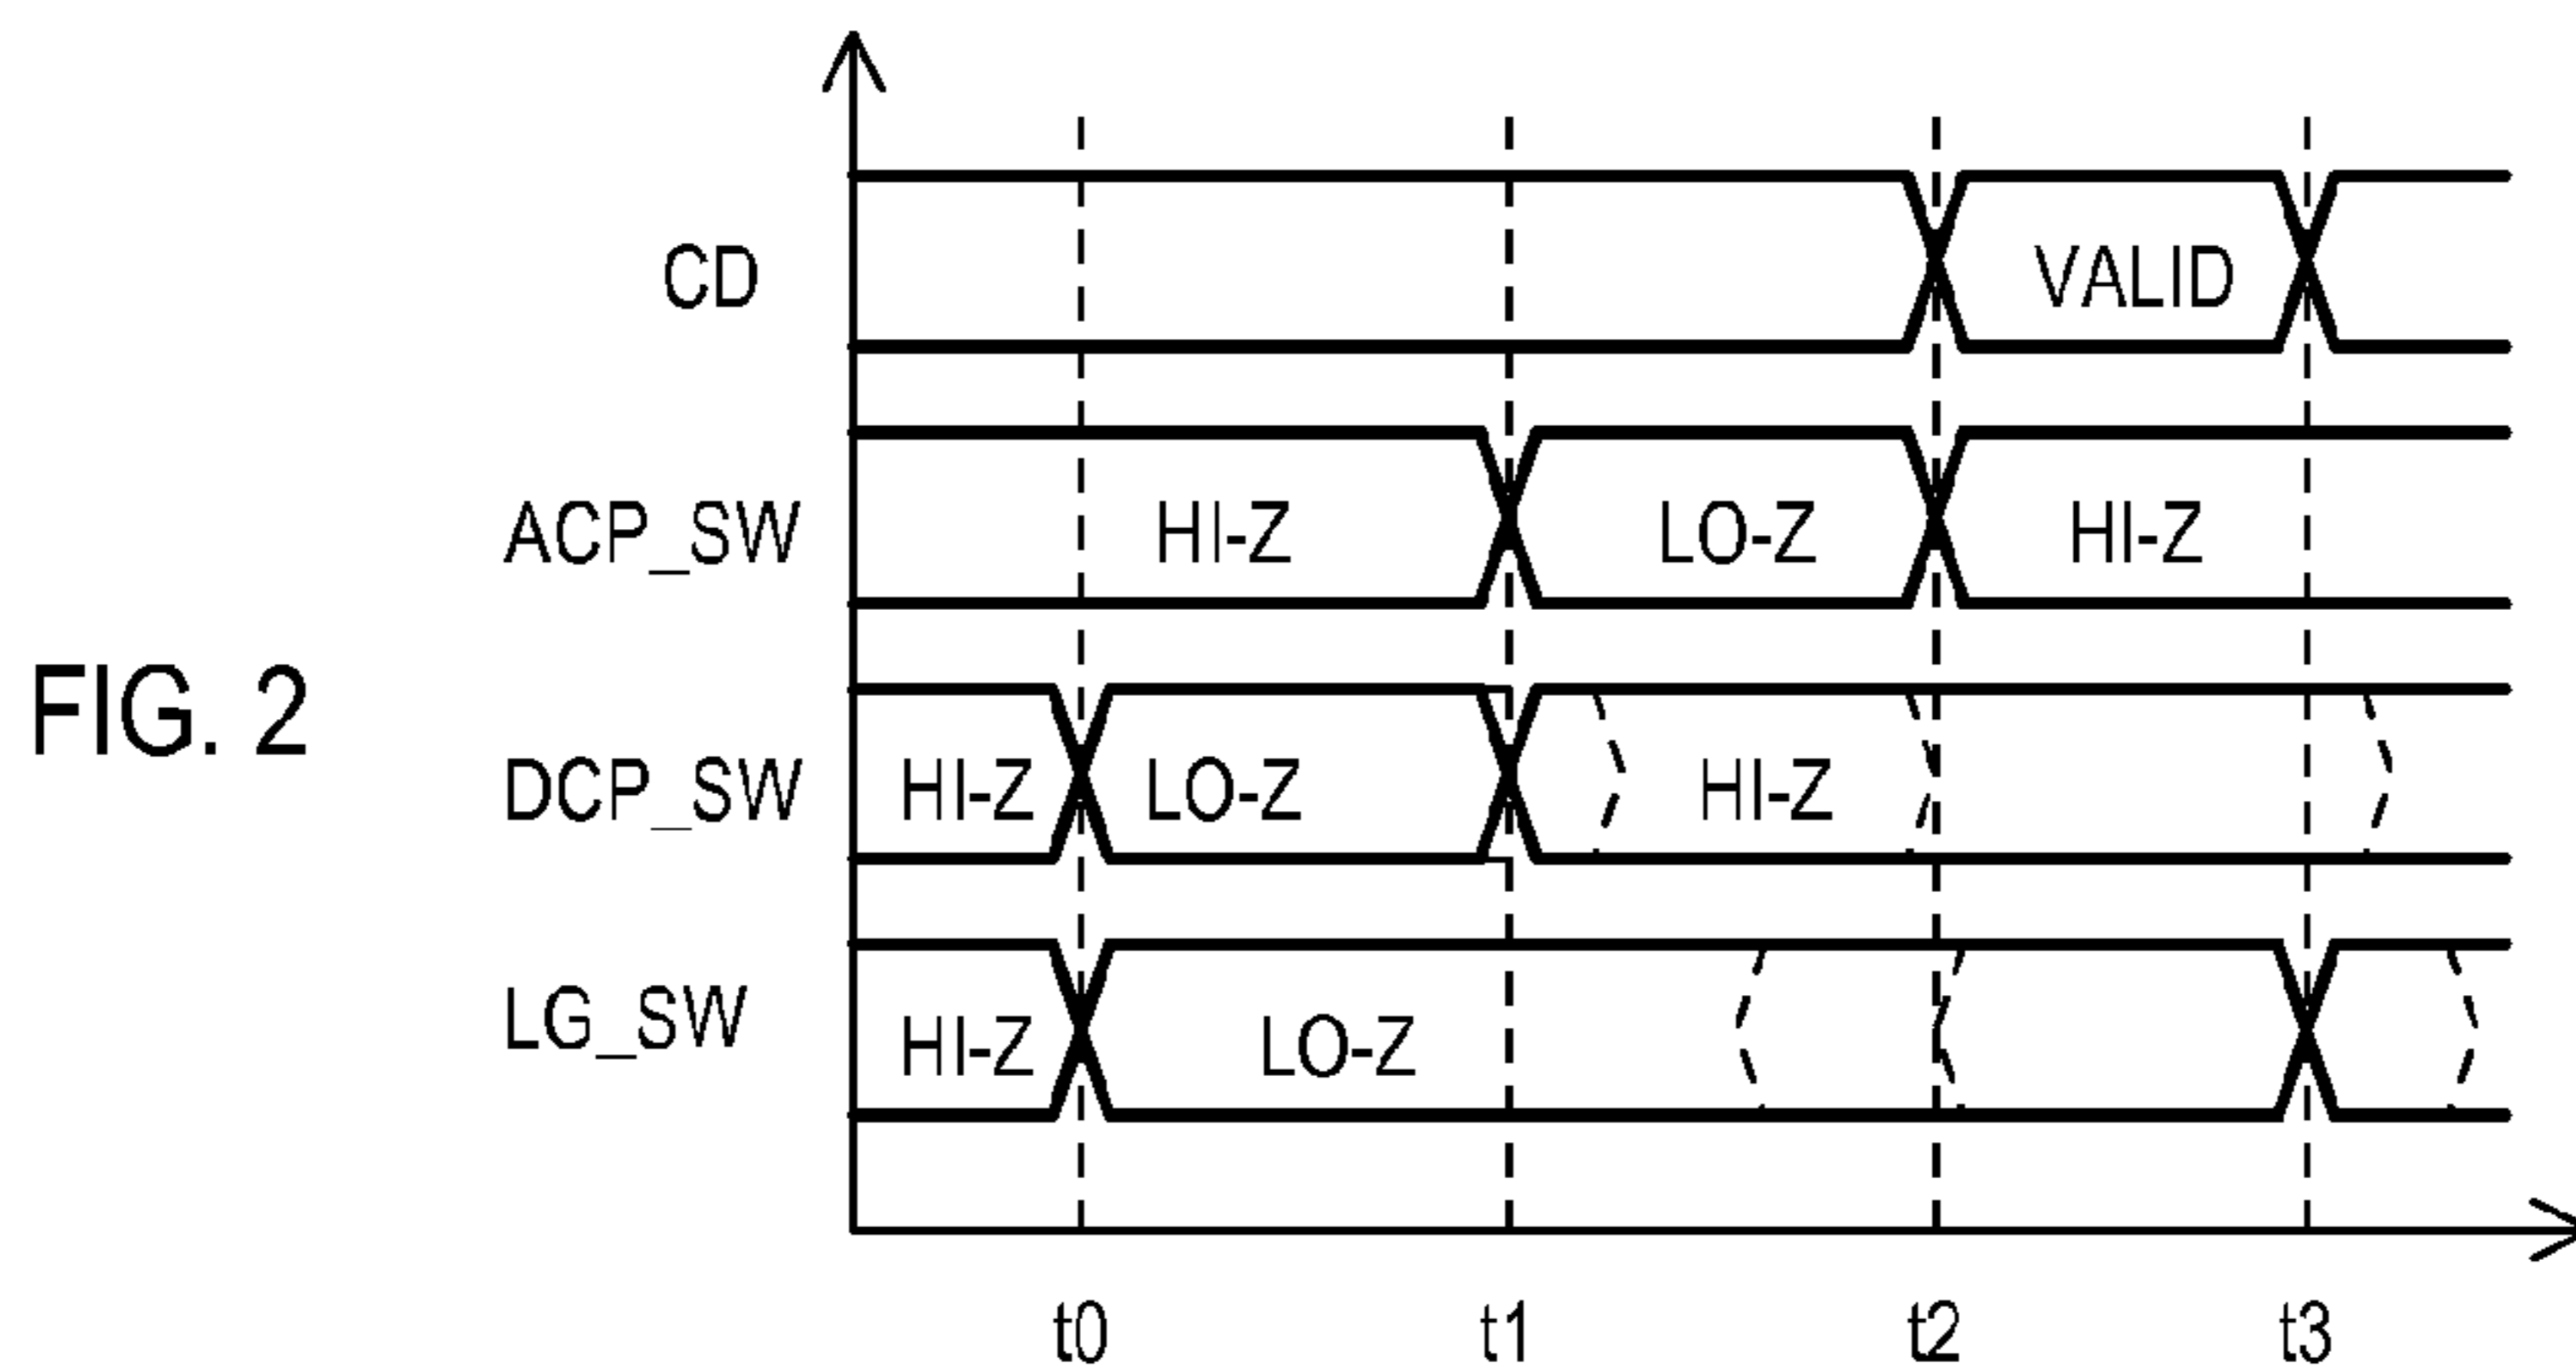 CD VALID
ACP_SW HI-Z LO-Z HI-Z
FIG. 2
DCP_SW HI-Z LO-Z HI-Z
LG_SW HI-Z LO-Z
t0 t1 t2 t3